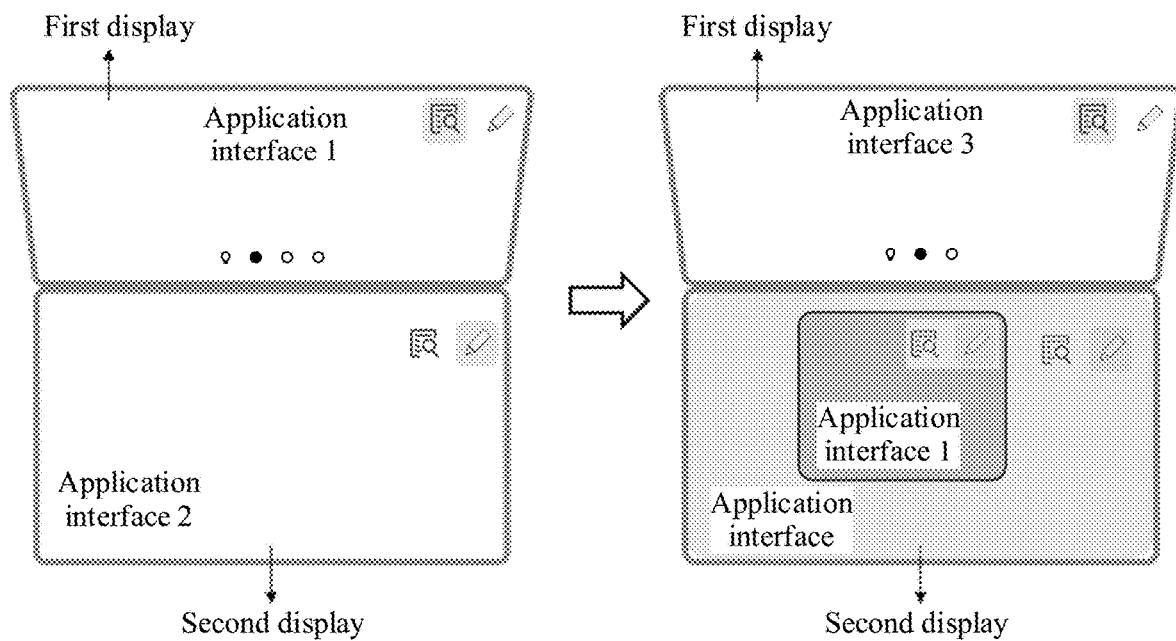 First display
Application
interface 1
Application
interface 2
Second display
First display
Application
interface 3
Application
interface 1
Application
interface
Second display